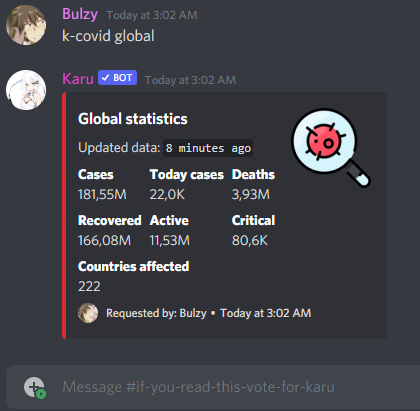 Bulzy Today at 3:02 AM
k-covid global
Karu ✓ BOT Today at 3:02 AM
Global statistics
Updated data: 8 minutes ago
Cases Today cases Deaths
181,55M 22,0K 3,93M
Recovered Active Critical
166,08M 11,53M 80,6K
Countries affected
222
Requested by: Bulzy • Today at 3:02 AM
Message #if-you-read-this-vote-for-karu